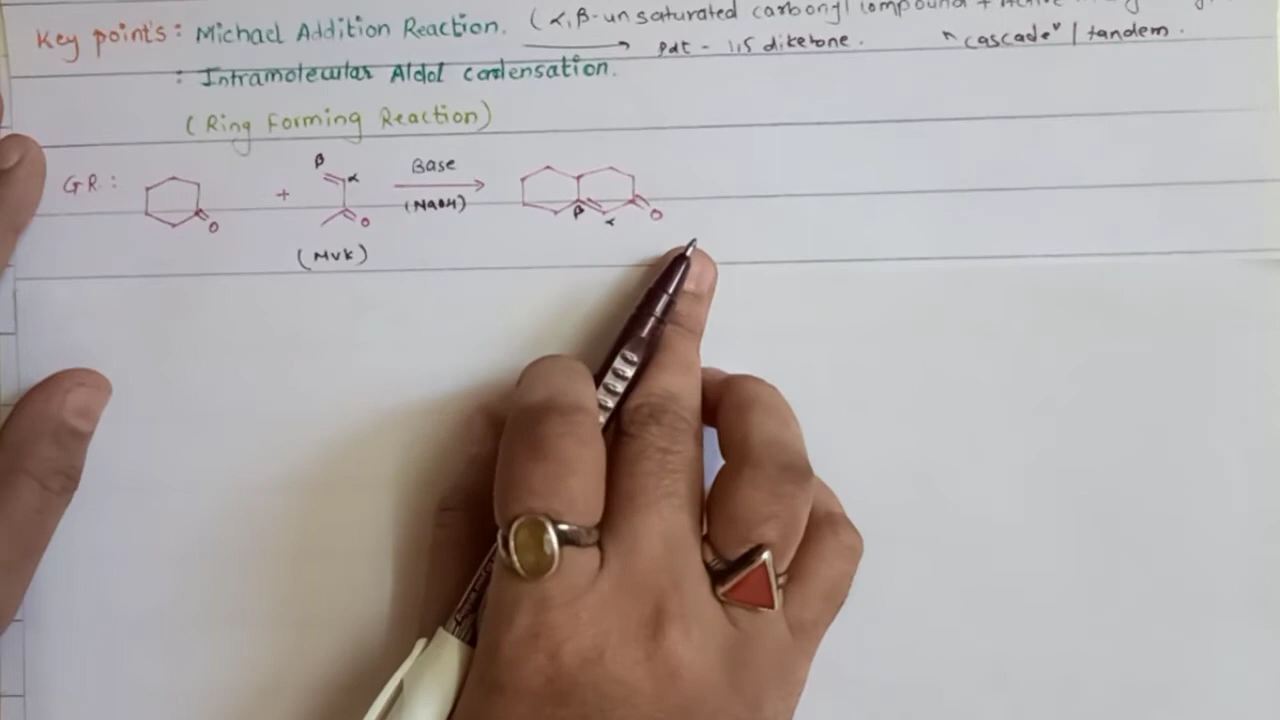 Key points: Michael Addition Reaction. (α,β-unsaturated carbonyl compound +
pdt - 1,5 diketone. "cascade" / tandem.
: Intramolecular Aldol condensation.
(Ring Forming Reaction)
GR: + β α O Base (NaOH) β α O
O
(MVK)